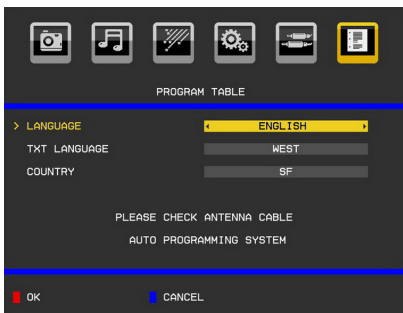 PROGRAM TABLE
> LANGUAGE ENGLISH
TXT LANGUAGE WEST
COUNTRY SF
PLEASE CHECK ANTENNA CABLE
AUTO PROGRAMMING SYSTEM
OK CANCEL